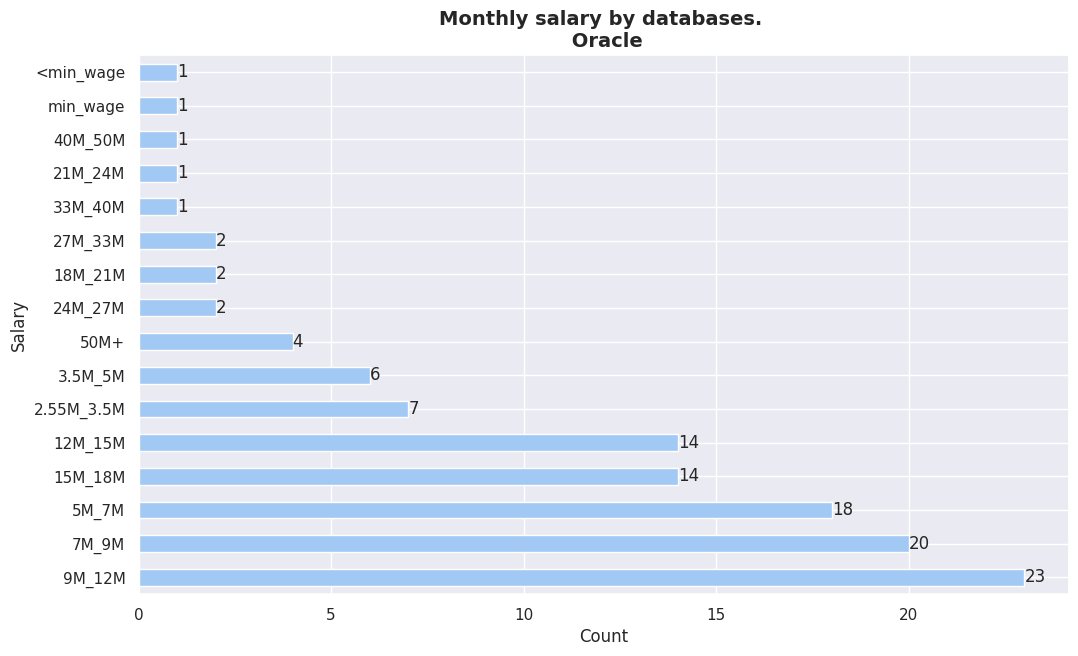 Monthly salary by databases.
Oracle
Salary
<min_wage 1
min_wage 1
40M_50M 1
21M_24M 1
33M_40M 1
27M_33M 2
18M_21M 2
24M_27M 2
50M+ 4
3.5M_5M 6
2.55M_3.5M 7
12M_15M 14
15M_18M 14
5M_7M 18
7M_9M 20
9M_12M 23
0 5 10 15 20
Count